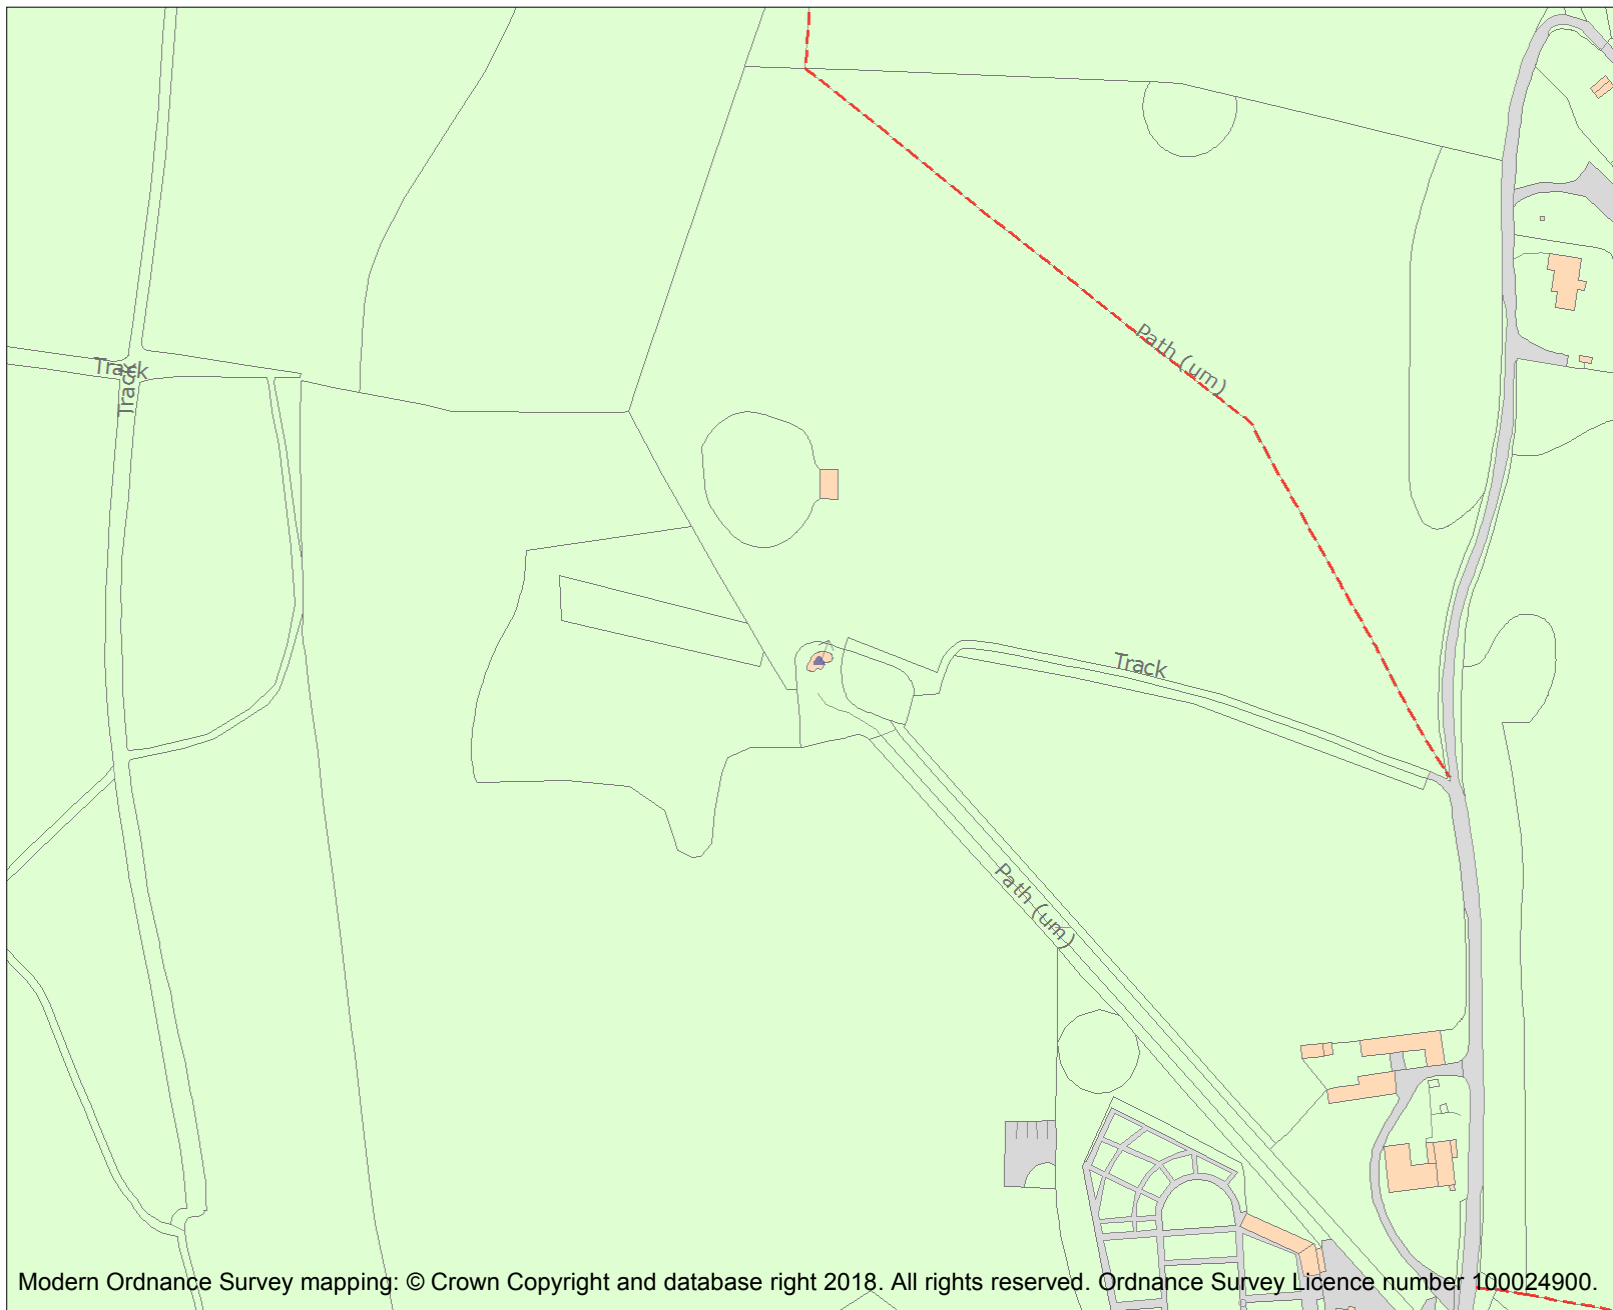 Path (um)
Track
Track
Track
Path (um)
Modern Ordnance Survey mapping: © Crown Copyright and database right 2018. All rights reserved. Ordnance Survey Licence number 100024900.